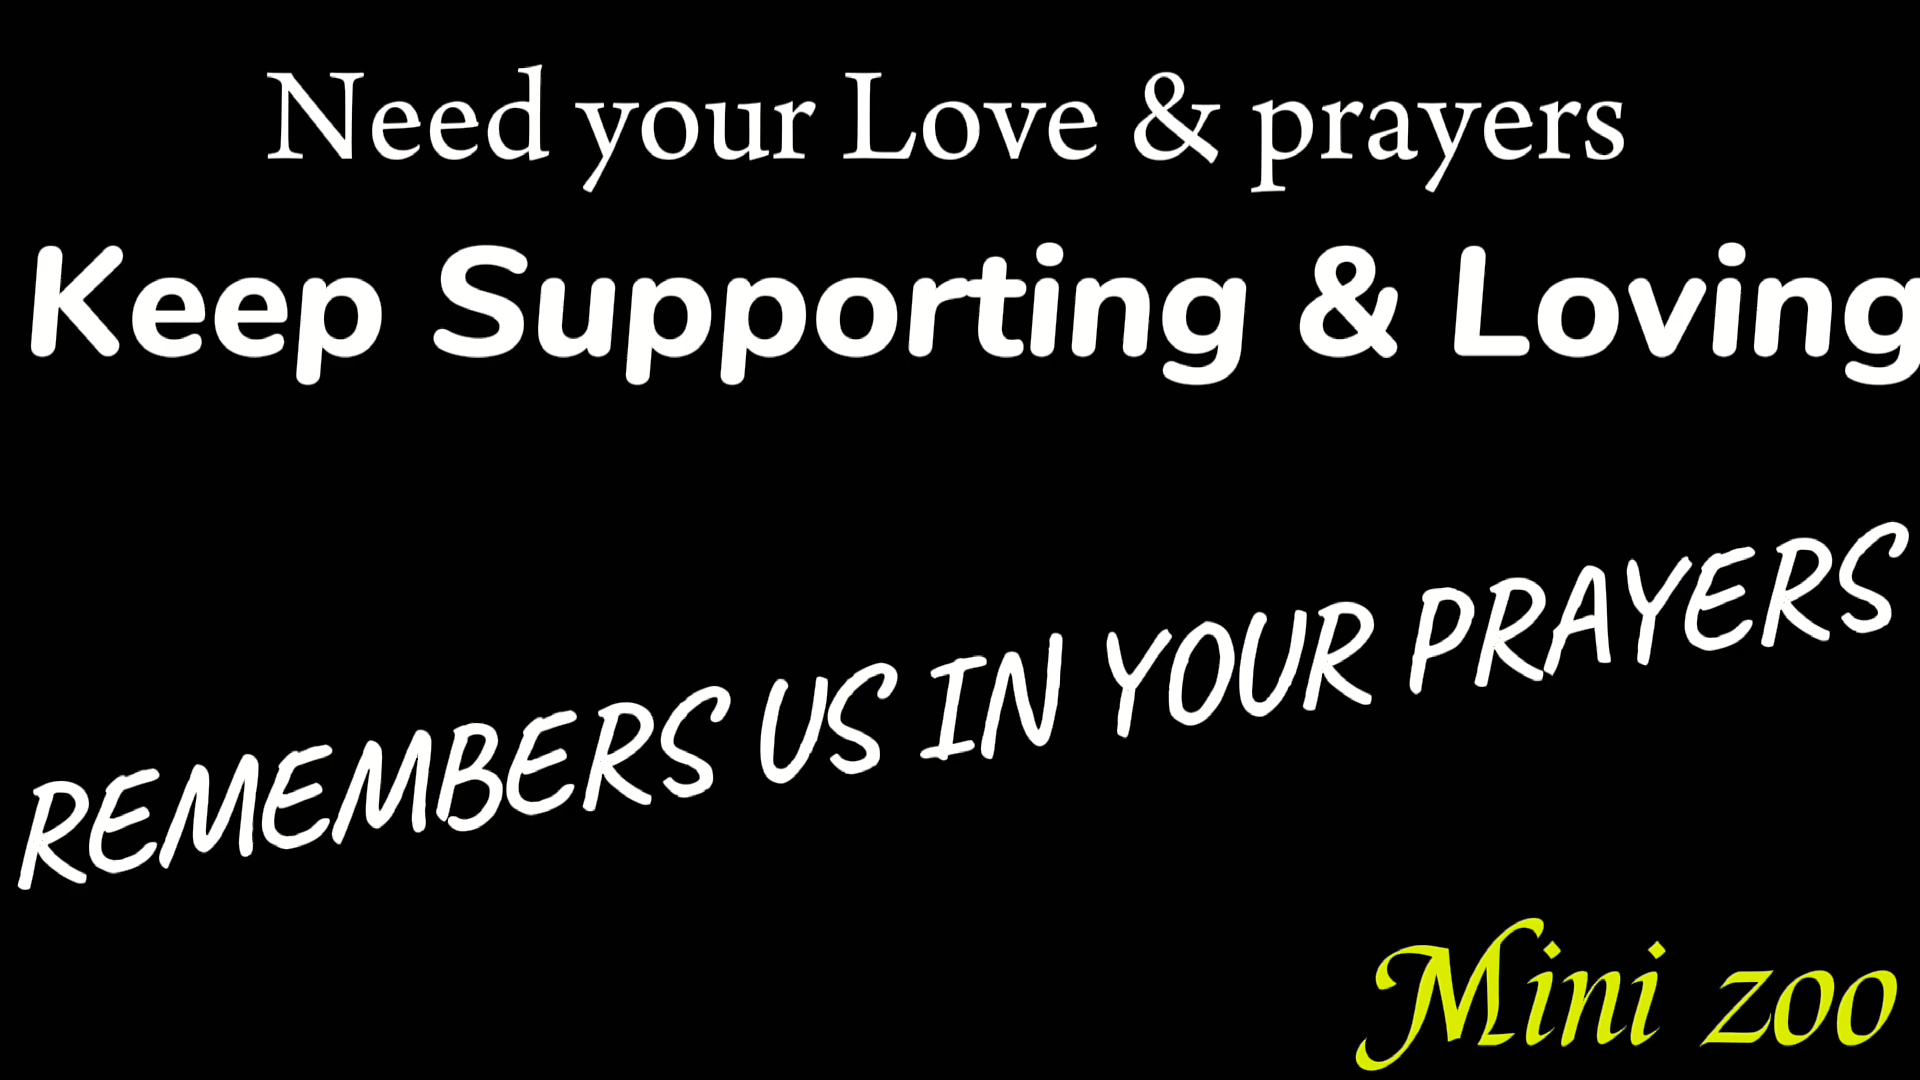 Need your Love & prayers
Keep Supporting & Loving
REMEMBERS US IN YOUR PRAYERS
Mini zoo